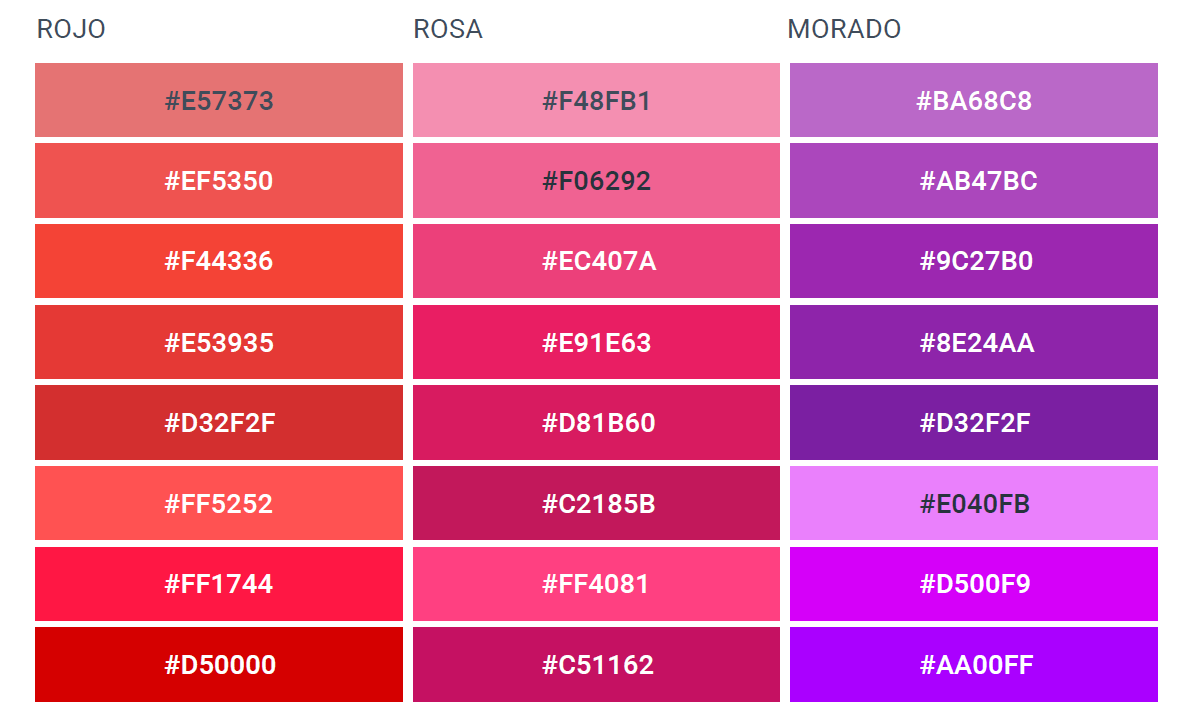 ROJO ROSA MORADO
#E57373 #F48FB1 #BA68C8
#EF5350 #F06292 #AB47BC
#F44336 #EC407A #9C27B0
#E53935 #E91E63 #8E24AA
#D32F2F #D81B60 #D32F2F
#FF5252 #C2185B #E040FB
#FF1744 #FF4081 #D500F9
#D50000 #C51162 #AA00FF